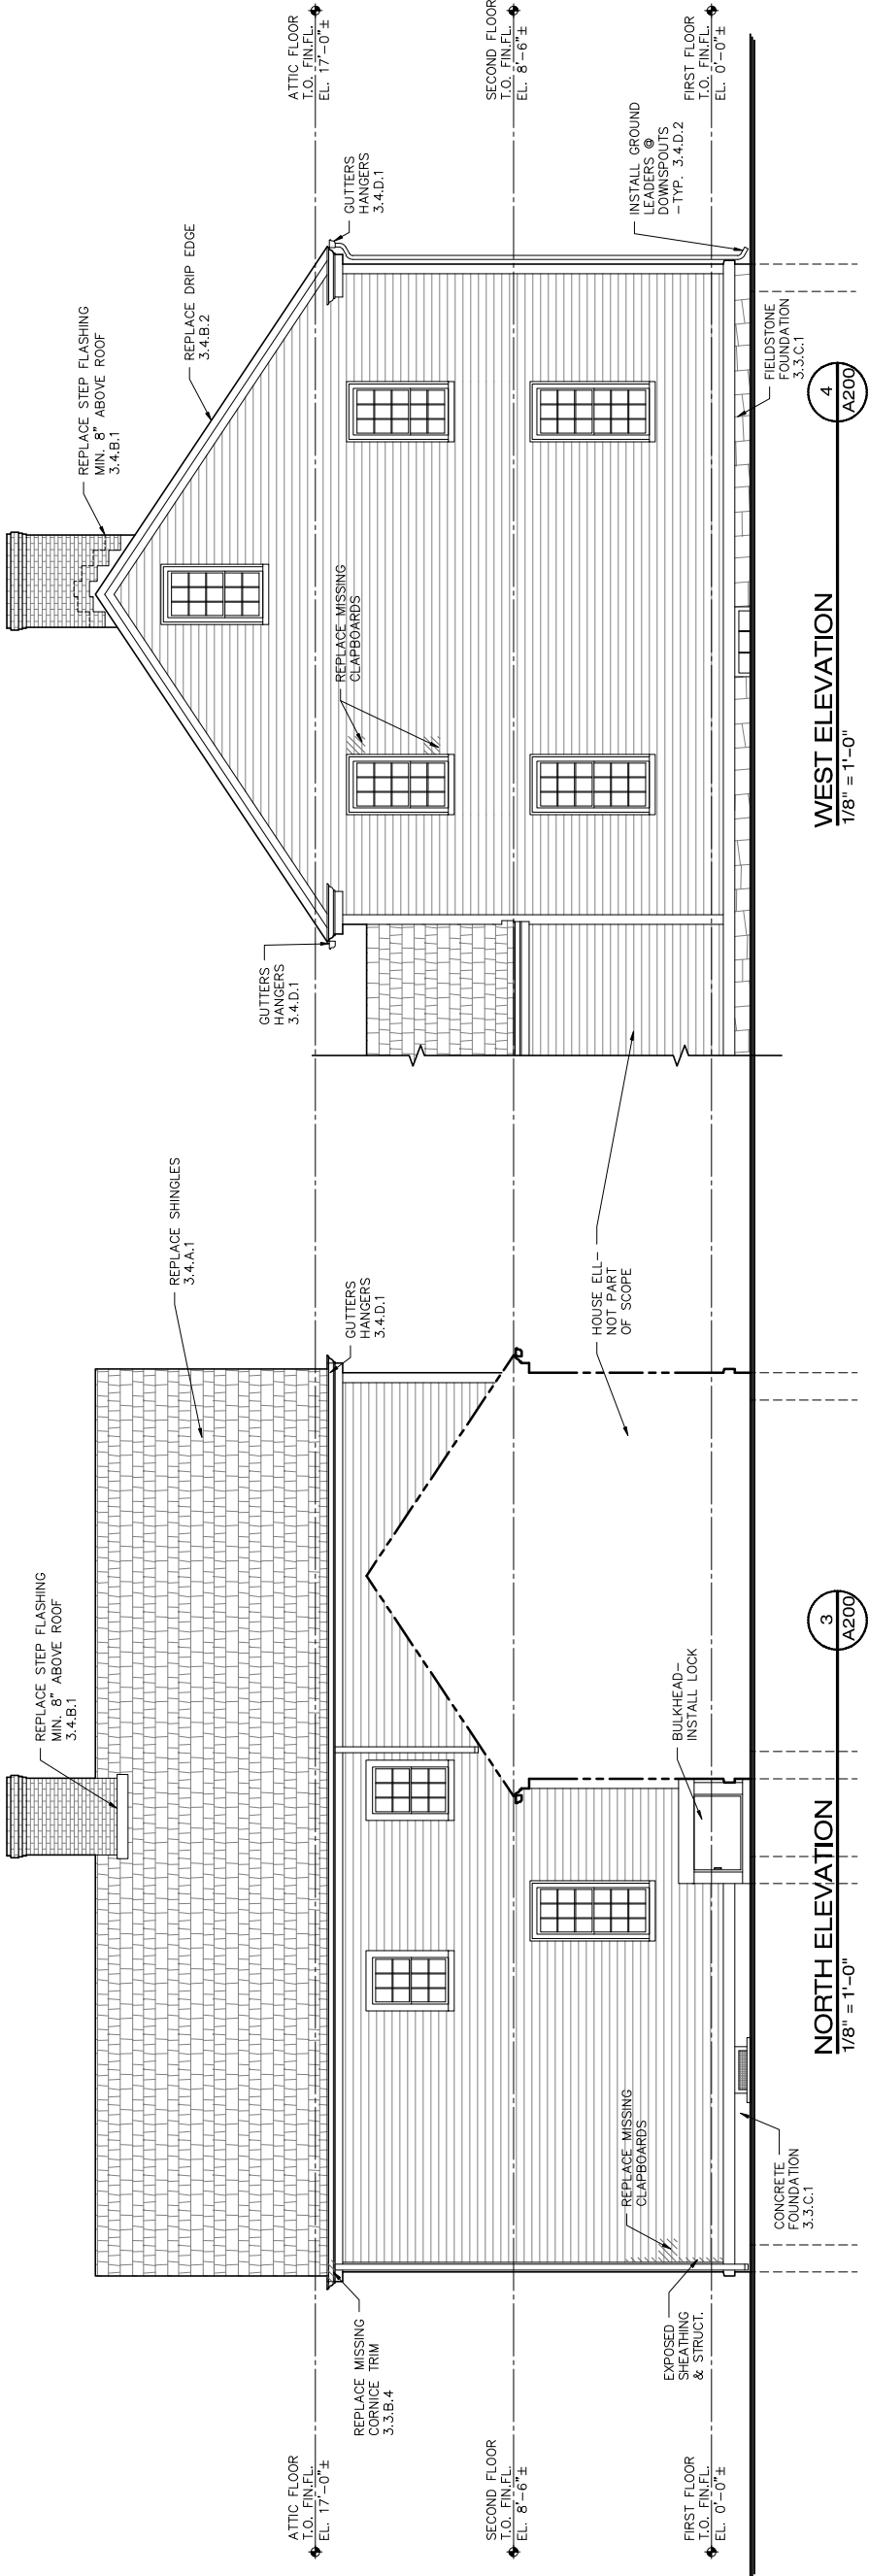 ATTIC FLOOR
T.O. FIN.FL.
EL. 17'-0"±
SECOND FLOOR
T.O. FIN.FL.
EL. 8'-6"±
FIRST FLOOR
T.O. FIN.FL.
EL. 0'-0"±
REPLACE MISSING
CORNICE TRIM
3.3.B.4
EXPOSED
SHEATHING
& STRUCT.
REPLACE MISSING
CLAPBOARDS
CONCRETE
FOUNDATION
3.3.C.1
REPLACE STEP FLASHING
MIN. 8" ABOVE ROOF
3.4.B.1
BULKHEAD-
INSTALL LOCK
REPLACE SHINGLES
3.4.A.1
GUTTERS
HANGERS
3.4.D.1
HOUSE ELL-
NOT PART
OF SCOPE
NORTH ELEVATION
1/8" = 1'-0"
3
A200
GUTTERS
HANGERS
3.4.D.1
REPLACE MISSING
CLAPBOARDS
REPLACE STEP FLASHING
MIN. 8" ABOVE ROOF
3.4.B.1
REPLACE DRIP EDGE
3.4.B.2
GUTTERS
HANGERS
3.4.D.1
INSTALL GROUND
LEADERS @
DOWNSPOUTS
-TYP. 3.4.D.2
FIELDSTONE
FOUNDATION
3.3.C.1
ATTIC FLOOR
T.O. FIN.FL.
EL. 17'-0"±
SECOND FLOOR
T.O. FIN.FL.
EL. 8'-6"±
FIRST FLOOR
T.O. FIN.FL.
EL. 0'-0"±
WEST ELEVATION
1/8" = 1'-0"
4
A200